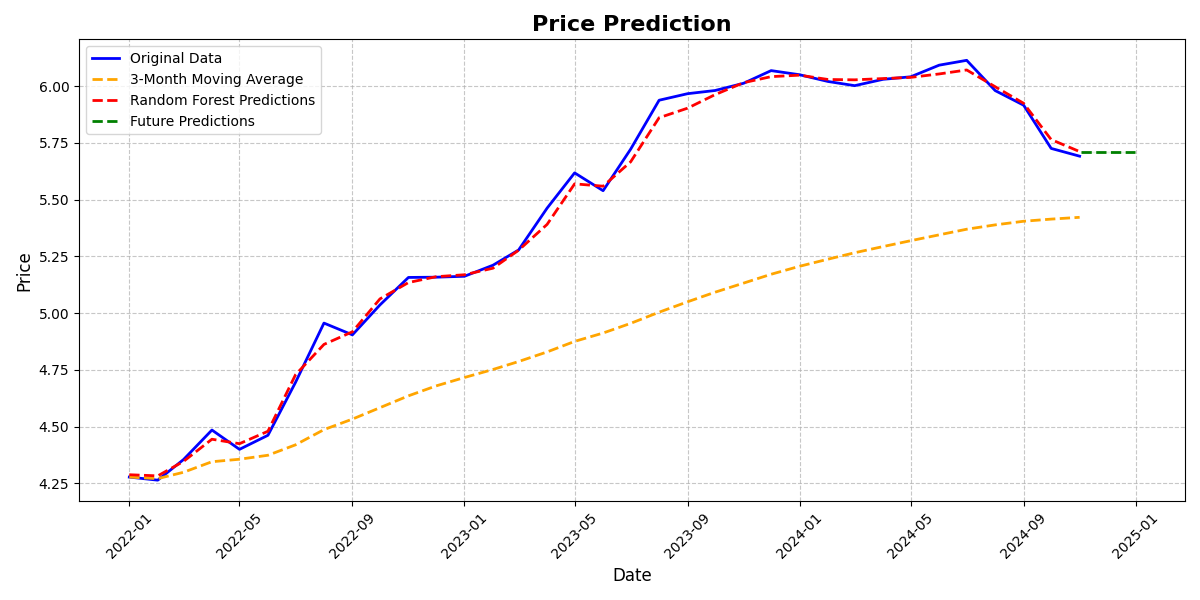 Price Prediction
Original Data
3-Month Moving Average
Random Forest Predictions
Future Predictions
Price
6.00
5.75
5.50
5.25
5.00
4.75
4.50
4.25
2022-01
2022-05
2022-09
2023-01
2023-05
2023-09
2024-01
2024-05
2024-09
2025-01
Date